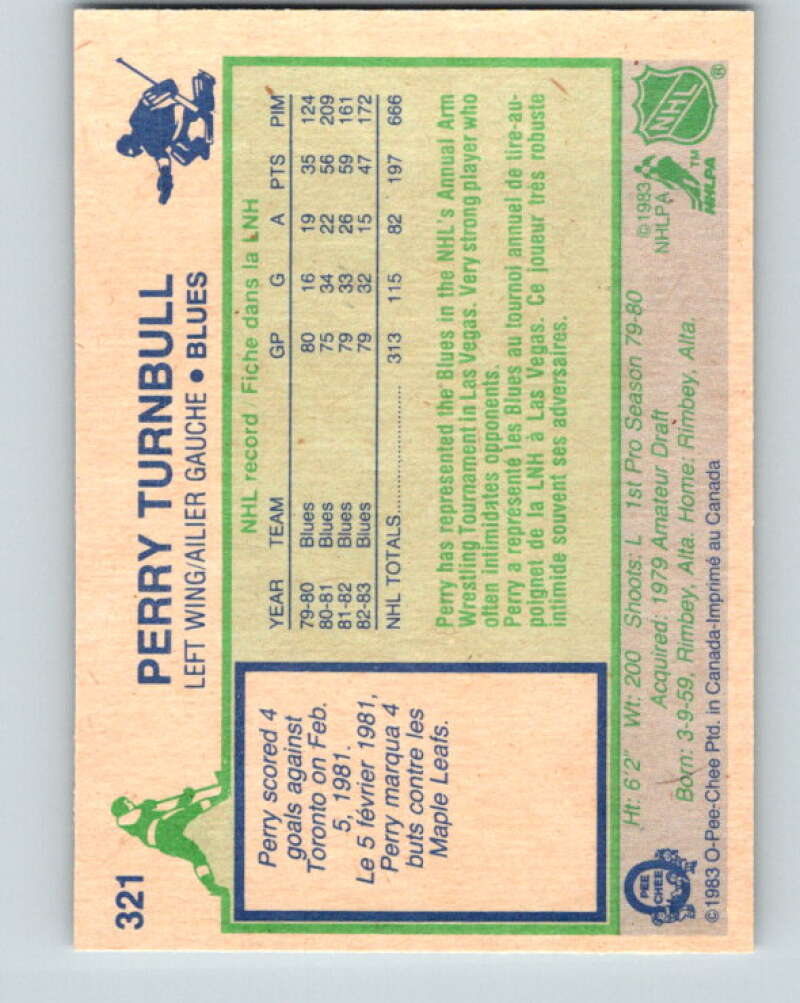 321
PERRY TURNBULL
LEFT WING/AILIER GAUCHE • BLUES
Perry scored 4
goals against
Toronto on Feb.
5, 1981.
Le 5 février 1981,
Perry marqua 4
buts contre les
Maple Leafs.
NHL record Fiche dans la LNH
YEAR TEAM GP G A PTS PIM
79-80 Blues 80 16 19 35 124
80-81 Blues 75 34 22 56 209
81-82 Blues 79 33 26 59 161
82-83 Blues 79 32 15 47 172
NHL TOTALS.................... 313 115 82 197 666
Perry has represented the Blues in the NHL's Annual Arm
Wrestling Tournament in Las Vegas. Very strong player who
often intimidates opponents.
Perry a representé les Blues au tournoi annuel de tire-au-
poignet de la LNH à Las Vegas. Ce joueur très robuste
intimide souvent ses adversaires.
Ht: 6'2" Wt: 200 Shoots: L 1st Pro Season 79-80
Acquired: 1979 Amateur Draft
Born: 3-9-59, Rimbey, Alta. Home: Rimbey, Alta.
©1983 O-Pee-Chee Ptd. in Canada-Imprimé au Canada
O
PEE
CHEE
©1983
NHLPA
TM
NHLPA
NHL
®